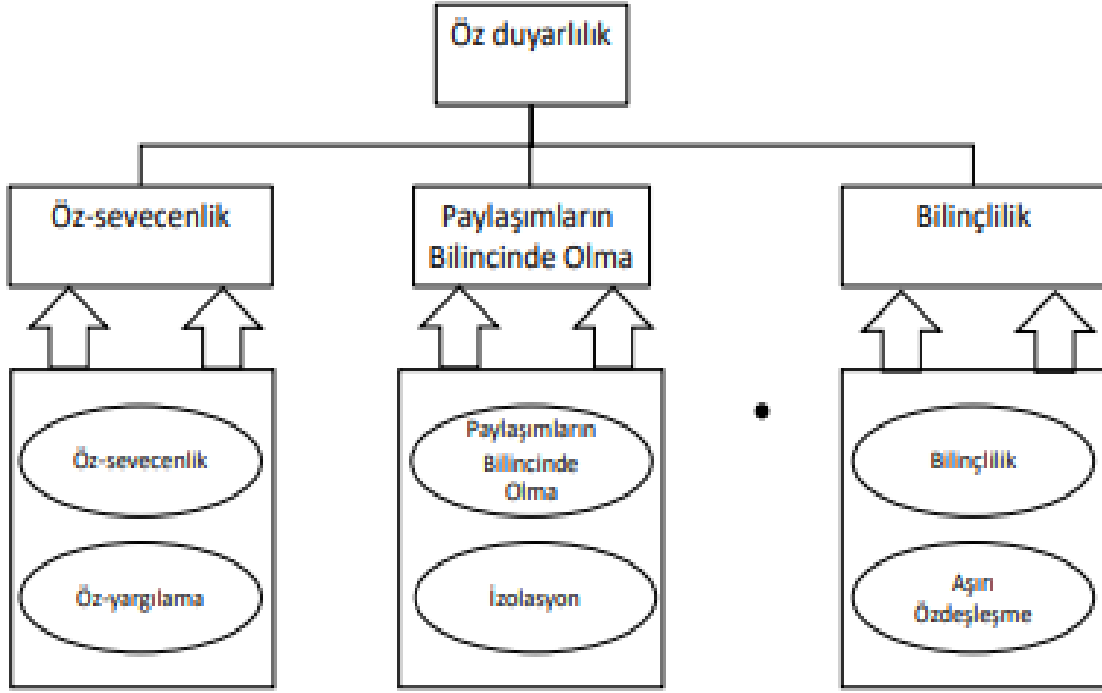 Öz duyarlılık
Öz-sevecenlik
Paylaşımların
Bilincinde Olma
Bilinçlilik
Öz-sevecenlik
Öz-yargılama
Paylaşımların
Bilincinde
Olma
İzolasyon
Bilinçlilik
Aşırı
Özdeşleşme